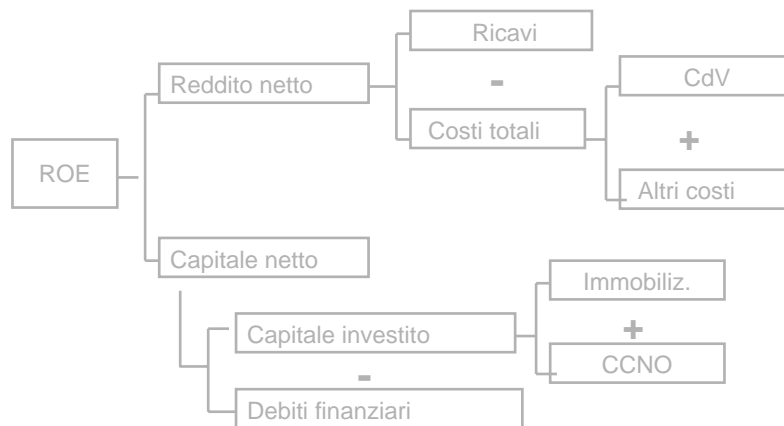 Ricavi
Reddito netto
-
CdV
Costi totali
+
ROE
Altri costi
Capitale netto
Immobiliz.
Capitale investito
+
-
CCNO
Debiti finanziari